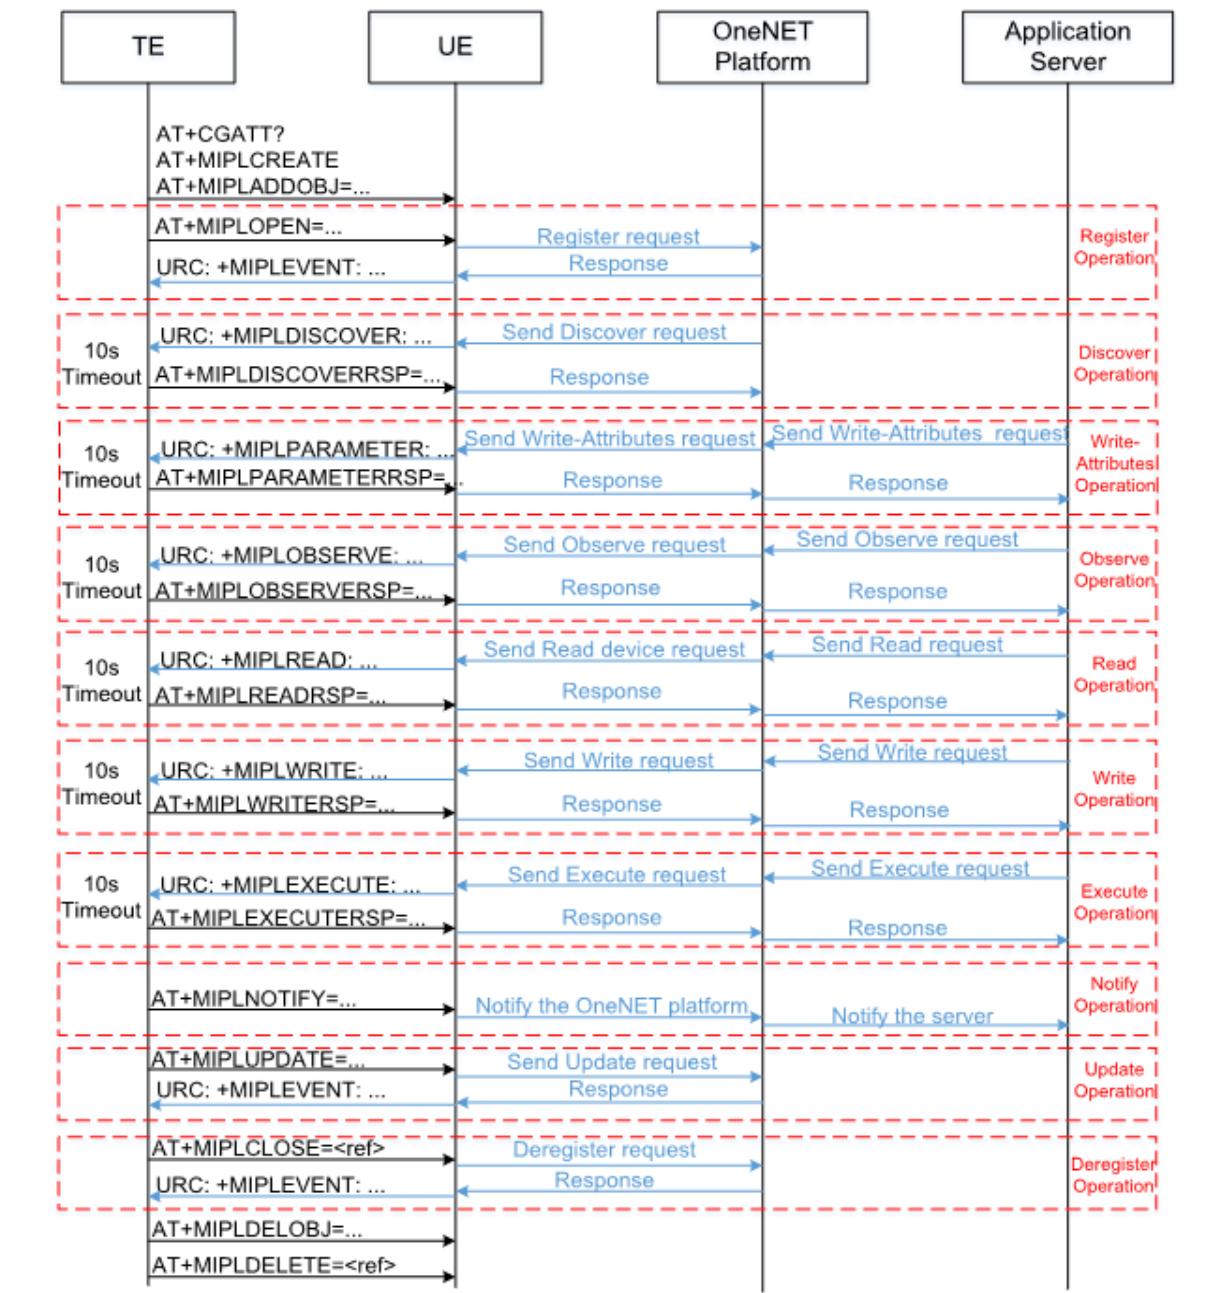 TE
UE
OneNET
Platform
Application
Server
AT+CGATT?
AT+MIPLCREATE
AT+MIPLADDOBJ=...
AT+MIPLOPEN=...
Register request
Register
Operation
URC: +MIPLEVENT: ...
Response
10s
Timeout
URC: +MIPLDISCOVER: ...
Send Discover request
Discover
Operation
AT+MIPLDISCOVERRSP=...
Response
10s
Timeout
URC: +MIPLPARAMETER: ...
Send Write-Attributes request
Send Write-Attributes  request
Write-
Attributes
Operation
AT+MIPLPARAMETERRSP=...
Response
Response
10s
Timeout
URC: +MIPLOBSERVE: ...
Send Observe request
Send Observe request
Observe
Operation
AT+MIPLOBSERVERSP=...
Response
Response
10s
Timeout
URC: +MIPLREAD: ...
Send Read device request
Send Read request
Read
Operation
AT+MIPLREADRSP=...
Response
Response
10s
Timeout
URC: +MIPLWRITE: ...
Send Write request
Send Write request
Write
Operation
AT+MIPLWRITERSP=...
Response
Response
10s
Timeout
URC: +MIPLEXECUTE: ...
Send Execute request
Send Execute request
Execute
Operation
AT+MIPLEXECUTERSP=...
Response
Response
AT+MIPLNOTIFY=...
Notify the OneNET platform
Notify the server
Notify
Operation
AT+MIPLUPDATE=...
Send Update request
Update
Operation
URC: +MIPLEVENT: ...
Response
AT+MIPLCLOSE=<ref>
Deregister request
Deregister
Operation
URC: +MIPLEVENT: ...
Response
AT+MIPLDELOBJ=...
AT+MIPLDELETE=<ref>